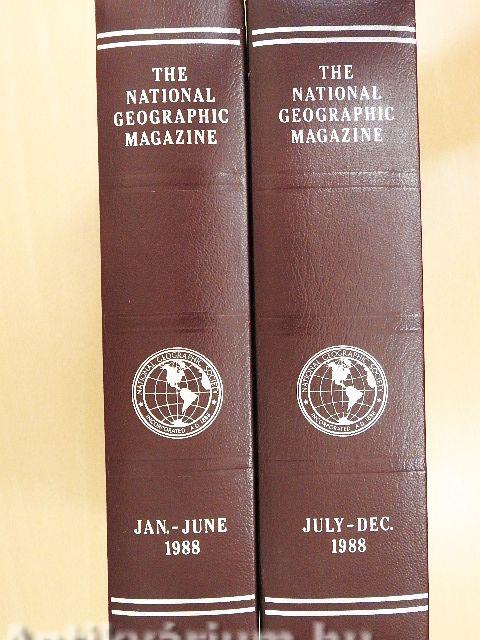 THE
NATIONAL
GEOGRAPHIC
MAGAZINE
NATIONAL GEOGRAPHIC SOCIETY
INCORPORATED A.D. 1888
JAN.-JUNE
1988
THE
NATIONAL
GEOGRAPHIC
MAGAZINE
NATIONAL GEOGRAPHIC SOCIETY
INCORPORATED A.D. 1888
JULY-DEC.
1988